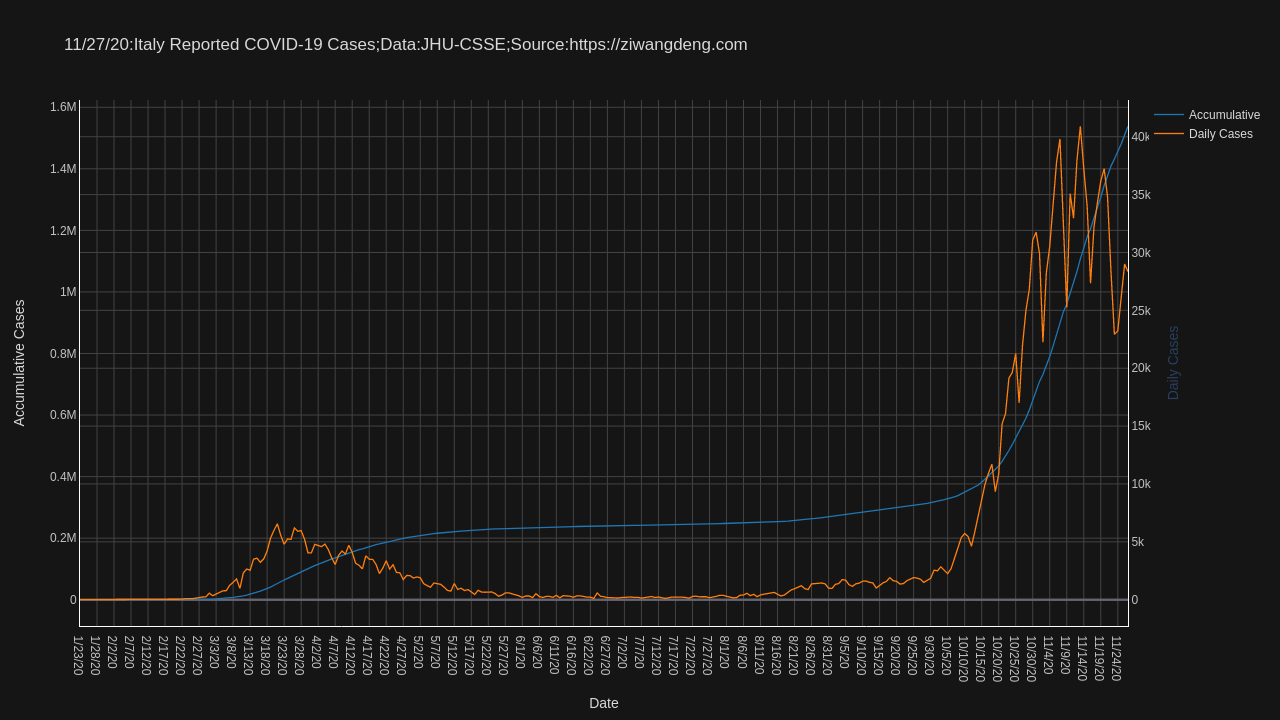 11/27/20:Italy Reported COVID-19 Cases;Data:JHU-CSSE;Source:https://ziwangdeng.com
Accumulative
Daily Cases
1.6M
1.4M
1.2M
1M
0.8M
0.6M
0.4M
0.2M
0
Accumulative Cases
40k
35k
30k
25k
20k
15k
10k
5k
0
Daily Cases
1/23/20
1/28/20
2/2/20
2/7/20
2/12/20
2/17/20
2/22/20
2/27/20
3/3/20
3/8/20
3/13/20
3/18/20
3/23/20
3/28/20
4/2/20
4/7/20
4/12/20
4/17/20
4/22/20
4/27/20
5/2/20
5/7/20
5/12/20
5/17/20
5/22/20
5/27/20
6/1/20
6/6/20
6/11/20
6/16/20
6/22/20
6/27/20
7/2/20
7/7/20
7/12/20
7/17/20
7/22/20
7/27/20
8/1/20
8/6/20
8/11/20
8/16/20
8/21/20
8/26/20
8/31/20
9/5/20
9/10/20
9/15/20
9/20/20
9/25/20
9/30/20
10/5/20
10/10/20
10/15/20
10/20/20
10/25/20
10/30/20
11/4/20
11/9/20
11/14/20
11/19/20
11/24/20
Date